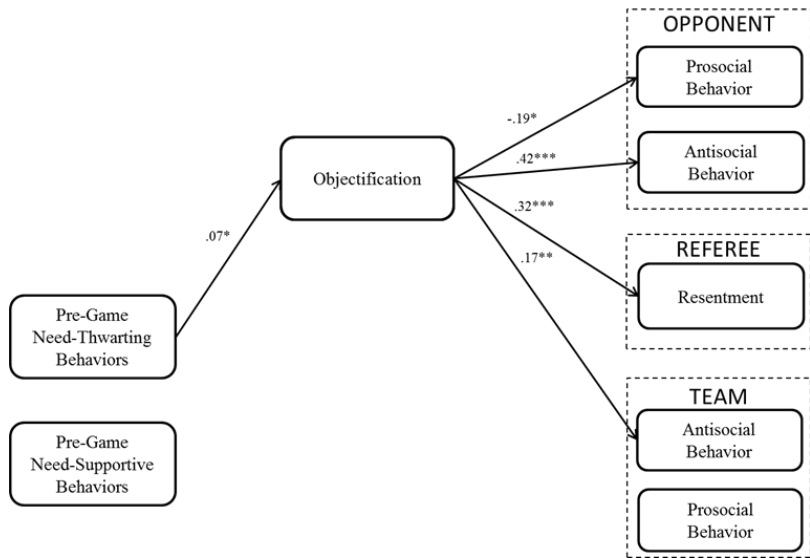 OPPONENT
Prosocial
Behavior
-.19*
.42***
Antisocial
Behavior
Objectification
.32***
.17**
.07*
REFEREE
Resentment
Pre-Game
Need-Thwarting
Behaviors
TEAM
Antisocial
Behavior
Pre-Game
Need-Supportive
Behaviors
Prosocial
Behavior